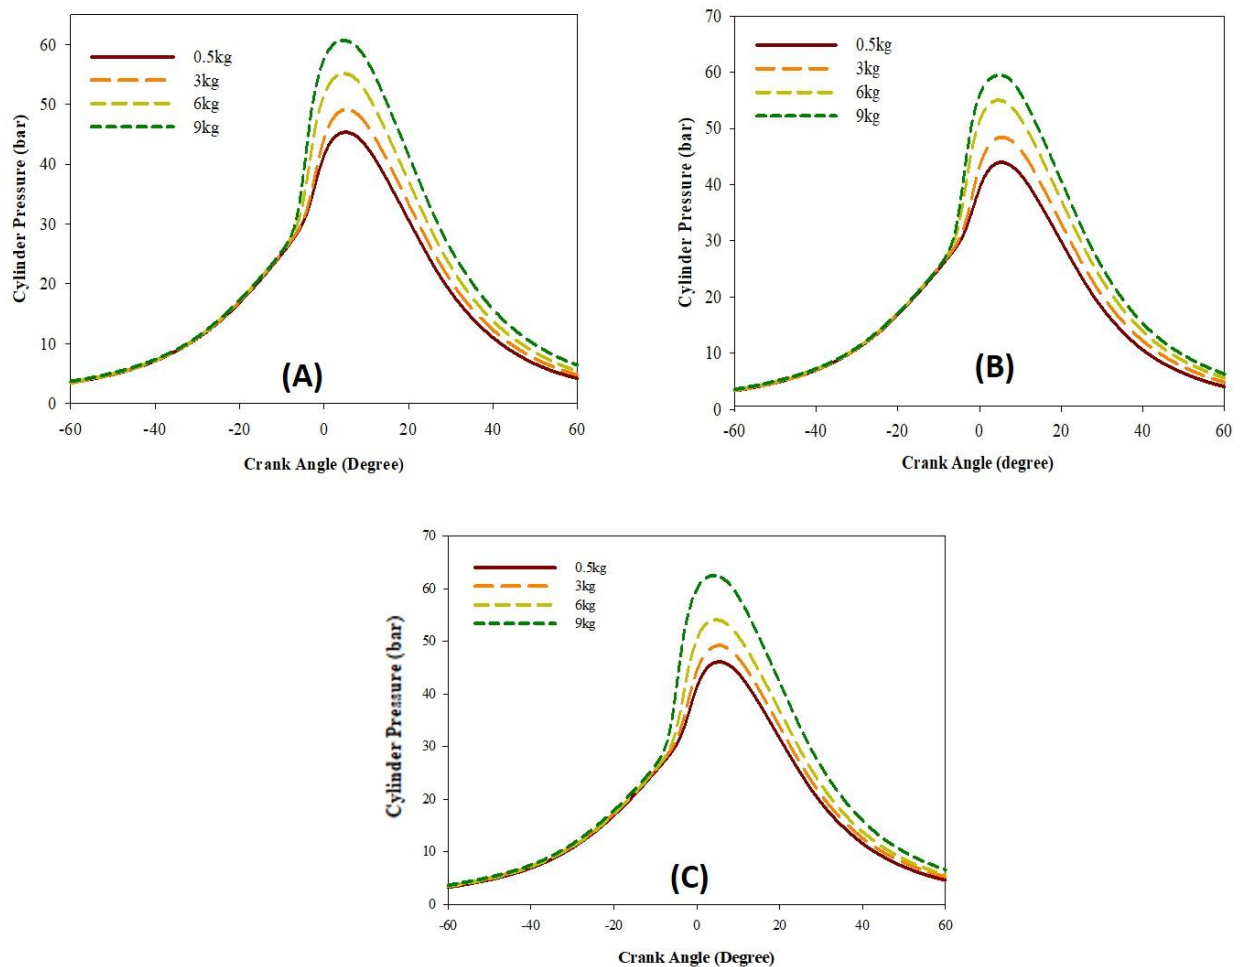 60
50
40
30
20
10
0
-60 -40 -20 0 20 40 60
Cylinder Pressure (bar)
Crank Angle (Degree)
0.5kg
3kg
6kg
9kg
(A)
70
60
50
40
30
20
10
0
-60 -40 -20 0 20 40 60
Cylinder Pressure (bar)
Crank Angle (degree)
0.5kg
3kg
6kg
9kg
(B)
70
60
50
40
30
20
10
0
-60 -40 -20 0 20 40 60
Cylinder Pressure (bar)
Crank Angle (Degree)
0.5kg
3kg
6kg
9kg
(C)